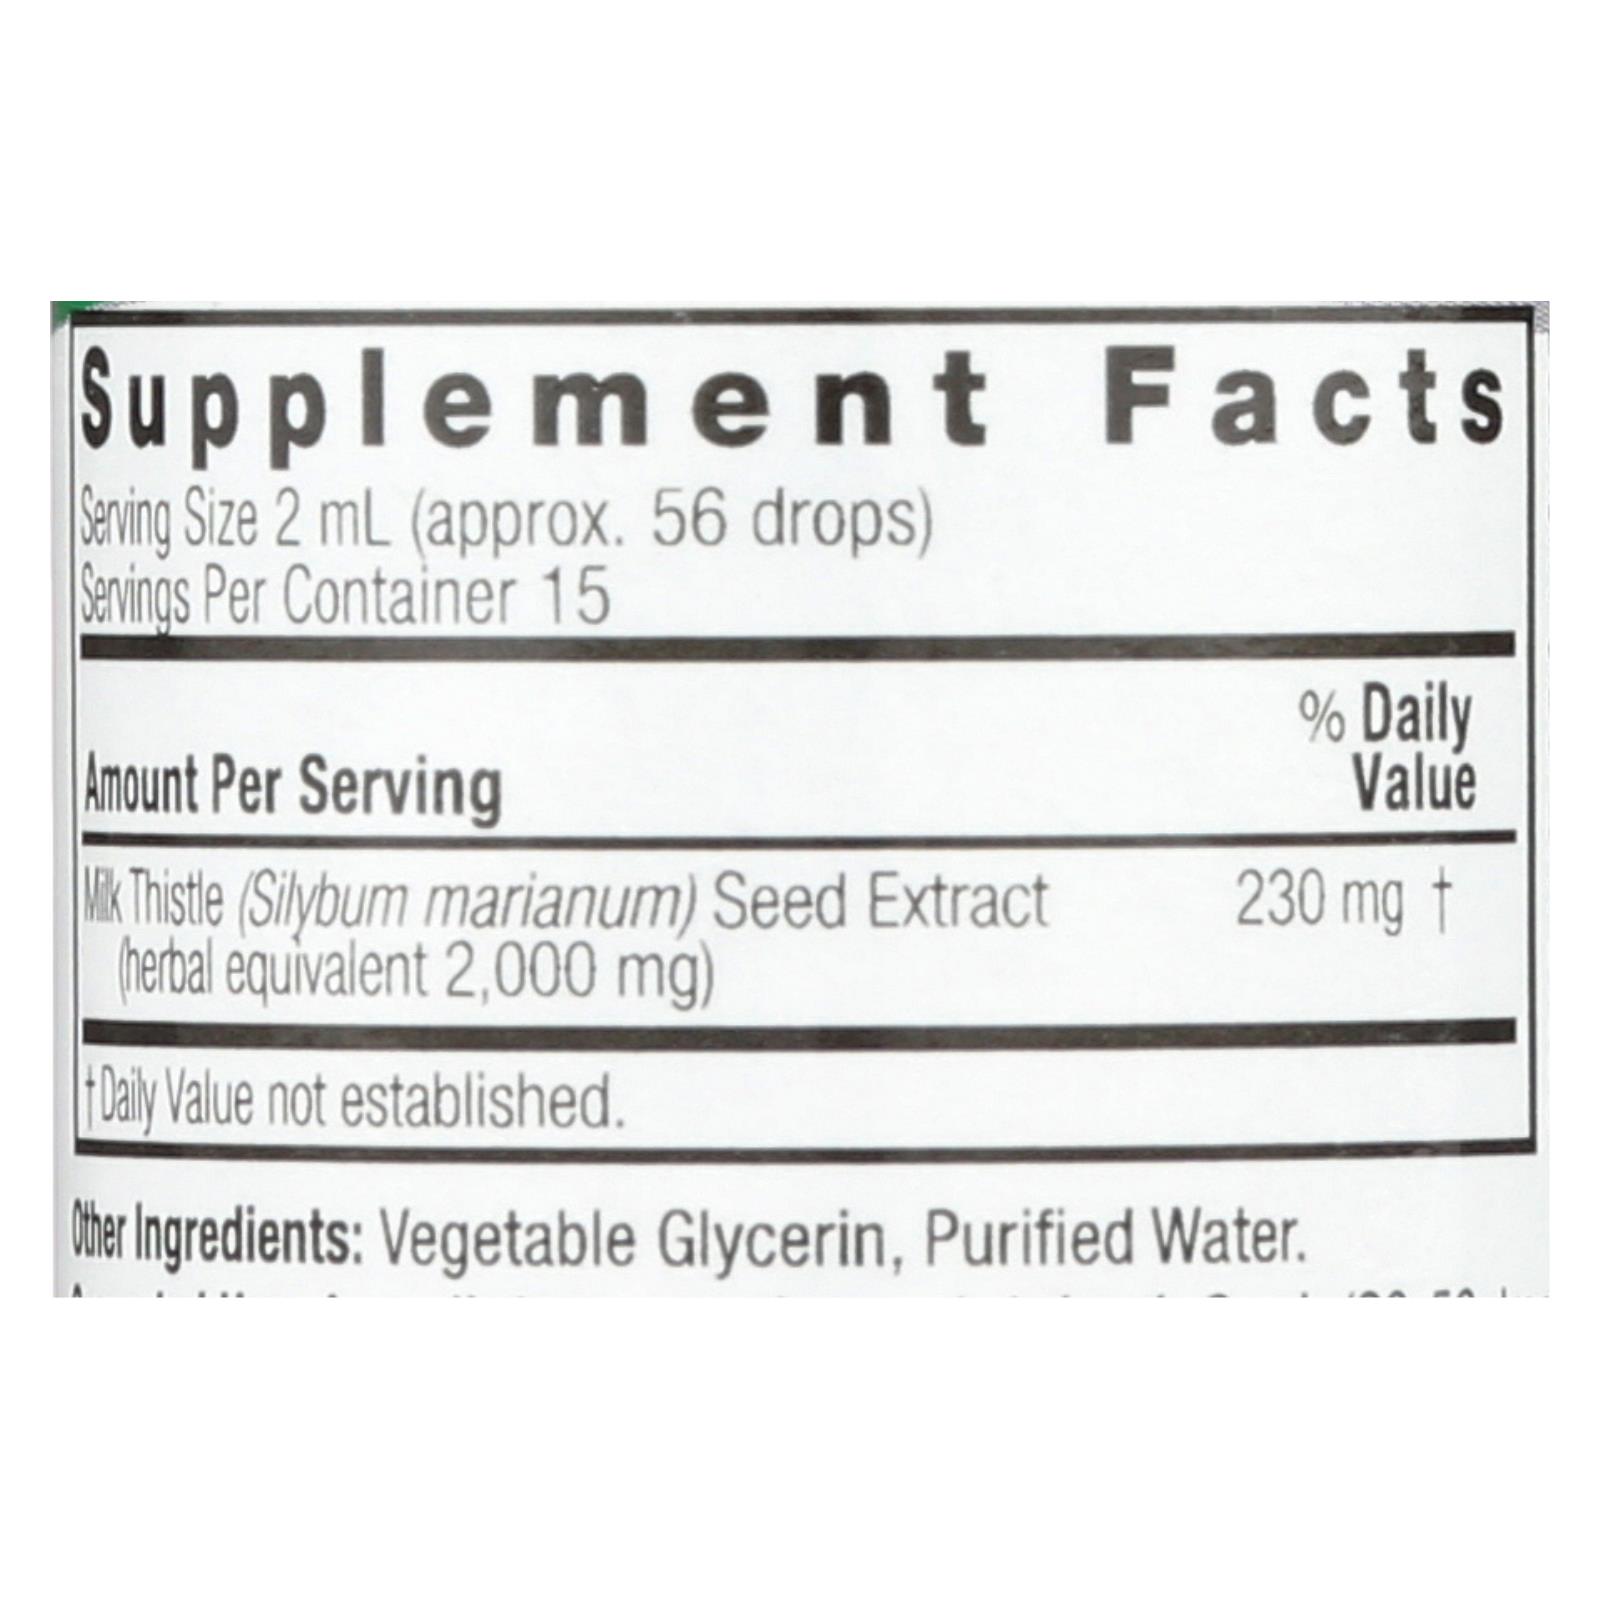 Supplement Facts
Serving Size 2 mL (approx. 56 drops)
Servings Per Container 15
% Daily
Value
Amount Per Serving
Milk Thistle (Silybum marianum) Seed Extract 230 mg †
(herbal equivalent 2,000 mg)
† Daily Value not established.
Other Ingredients: Vegetable Glycerin, Purified Water.